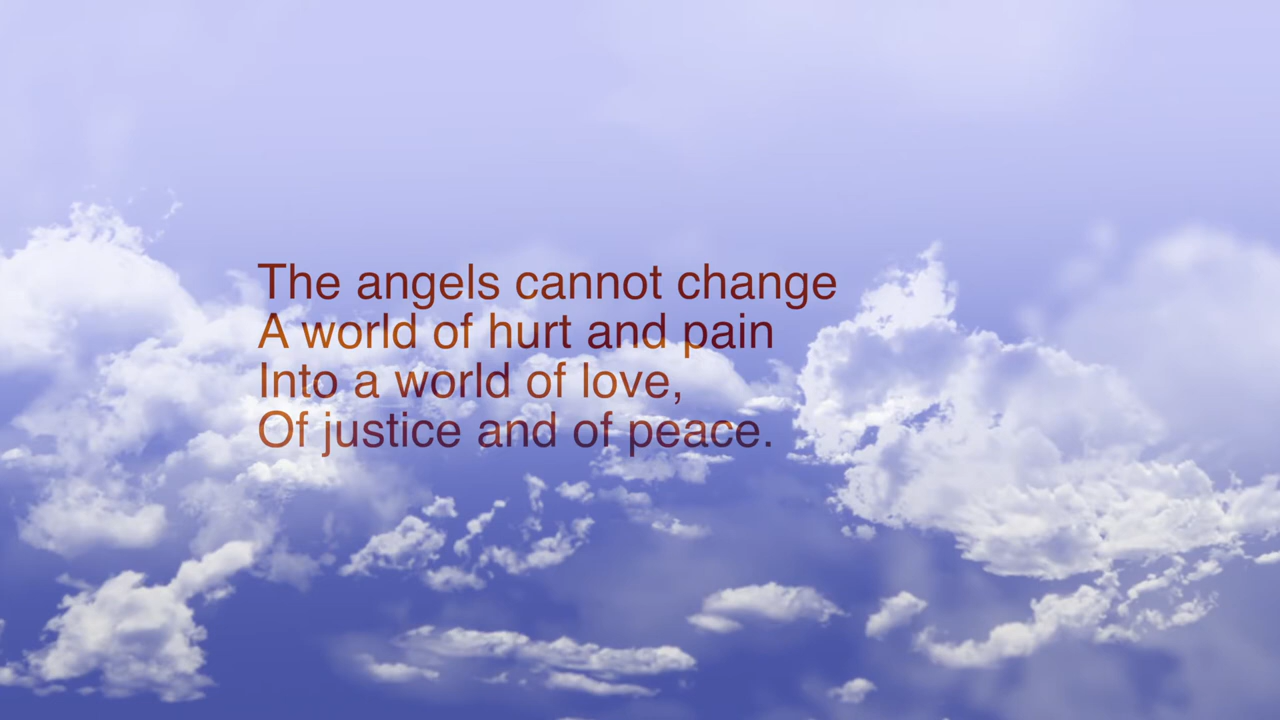 The angels cannot change
A world of hurt and pain
Into a world of love,
Of justice and of peace.